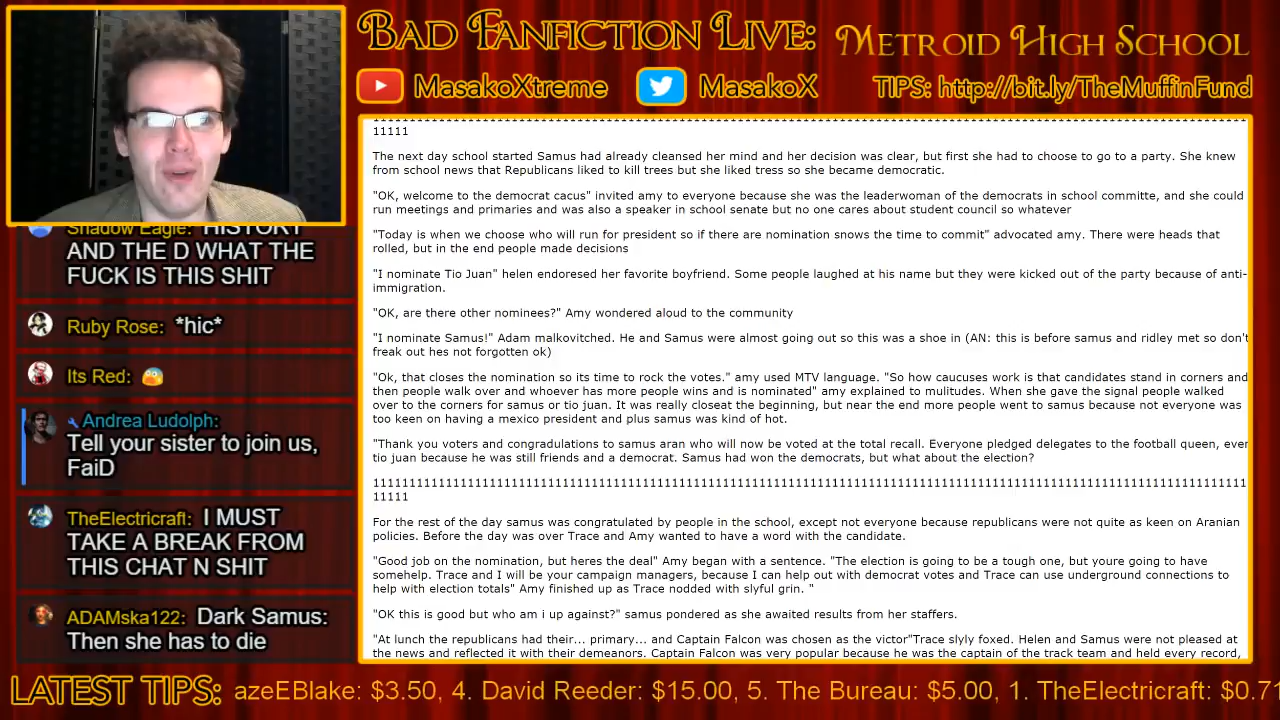 BAD FANFICTION LIVE:
METROID HIGH SCHOOL
MasakoXtreme
MasakoX
TIPS: http://bit.ly/TheMuffinFund
11111
The next day school started Samus had already cleansed her mind and her decision was clear, but first she had to choose to go to a party. She knew
from school news that Republicans liked to kill trees but she liked tress so she became democratic.
"OK, welcome to the democrat cacus" invited amy to everyone because she was the leaderwoman of the democrats in school committe, and she could
run meetings and primaries and was also a speaker in school senate but no one cares about student council so whatever
"Today is when we choose who will run for president so if there are nomination snows the time to commit" advocated amy. There were heads that
rolled, but in the end people made decisions
"I nominate Tio Juan" helen endoresed her favorite boyfriend. Some people laughed at his name but they were kicked out of the party because of anti-
immigration.
"OK, are there other nominees?" Amy wondered aloud to the community
"I nominate Samus!" Adam malkovitched. He and Samus were almost going out so this was a shoe in (AN: this is before samus and ridley met so don't
freak out hes not forgotten ok)
"Ok, that closes the nomination so its time to rock the votes." amy used MTV language. "So how caucuses work is that candidates stand in corners and
then people walk over and whoever has more people wins and is nominated" amy explained to mulitudes. When she gave the signal people walked
over to the corners for samus or tio juan. It was really closeat the beginning, but near the end more people went to samus because not everyone was
too keen on having a mexico president and plus samus was kind of hot.
"Thank you voters and congradulations to samus aran who will now be voted at the total recall. Everyone pledged delegates to the football queen, even
tio juan because he was still friends and a democrat. Samus had won the democrats, but what about the election?
11111
For the rest of the day samus was congratulated by people in the school, except not everyone because republicans were not quite as keen on Aranian
policies. Before the day was over Trace and Amy wanted to have a word with the candidate.
"Good job on the nomination, but heres the deal" Amy began with a sentence. "The election is going to be a tough one, but youre going to have
somehelp. Trace and I will be your campaign managers, because I can help out with democrat votes and Trace can use underground connections to
help with election totals" Amy finished up as Trace nodded with slyful grin. "
"OK this is good but who am i up against?" samus pondered as she awaited results from her staffers.
"At lunch the republicans had their... primary... and Captain Falcon was chosen as the victor"Trace slyly foxed. Helen and Samus were not pleased at
the news and reflected it with their demeanors. Captain Falcon was very popular because he was the captain of the track team and held every record,
Shadow Eagle: HISTORY
AND THE D WHAT THE
FUCK IS THIS SHIT
Ruby Rose: *hic*
Its Red:
Andrea Ludolph:
Tell your sister to join us,
FaiD
TheElectricraft: I MUST
TAKE A BREAK FROM
THIS CHAT N SHIT
ADAMska122: Dark Samus:
Then she has to die
LATEST TIPS: azeEBlake: $3.50, 4. David Reeder: $15.00, 5. The Bureau: $5.00, 1. TheElectricraft: $0.71